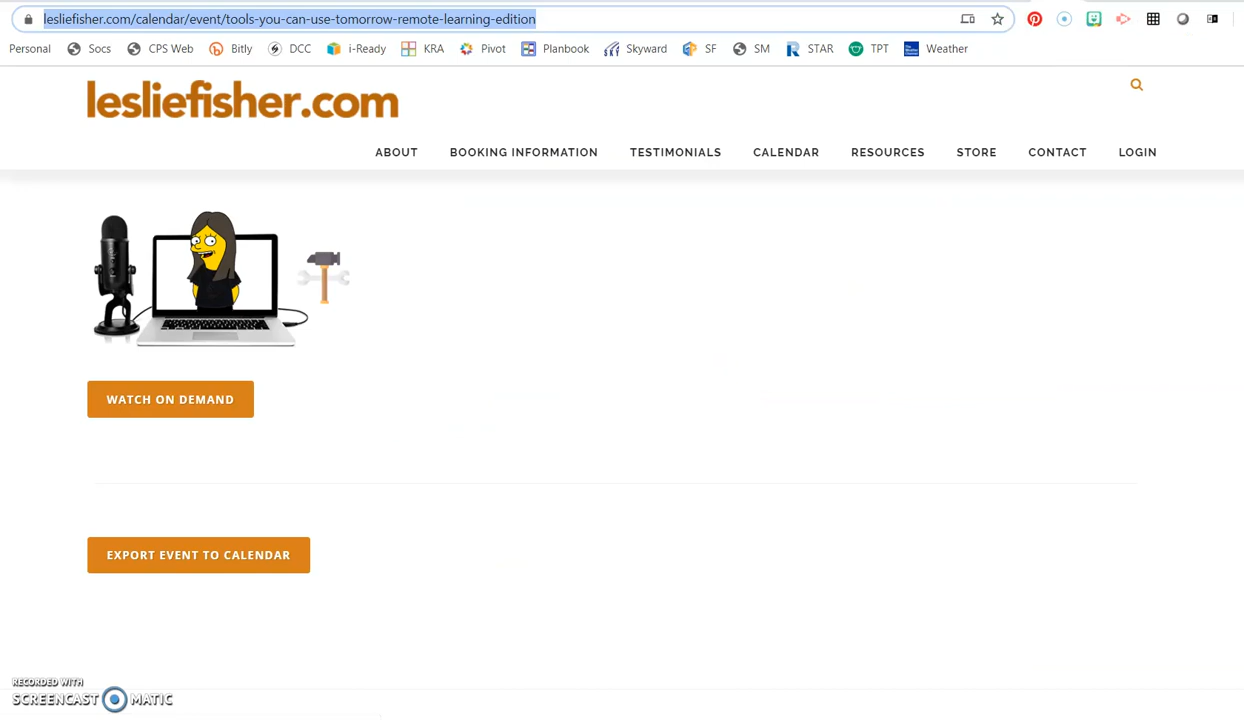 lesliefisher.com/calendar/event/tools-you-can-use-tomorrow-remote-learning-edition
Personal Socs CPS Web Bitly DCC i-Ready KRA Pivot Planbook Skyward SF SM STAR TPT Weather
lesliefisher.com
ABOUT BOOKING INFORMATION TESTIMONIALS CALENDAR RESOURCES STORE CONTACT LOGIN
WATCH ON DEMAND
EXPORT EVENT TO CALENDAR
RECORDED WITH
SCREENCAST MATIC